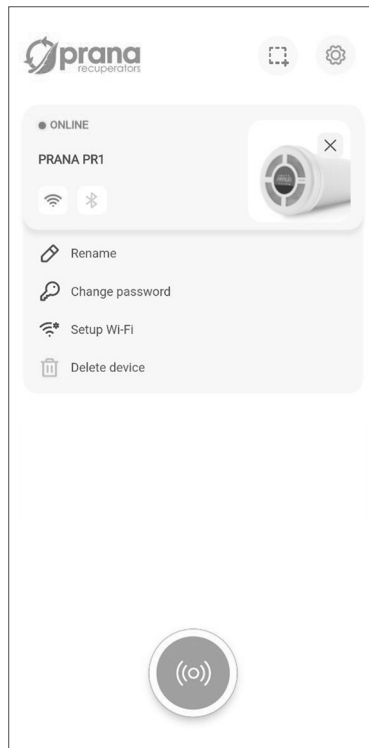 prana
recuperators
ONLINE
PRANA PR1
Rename
Change password
Setup Wi-Fi
Delete device